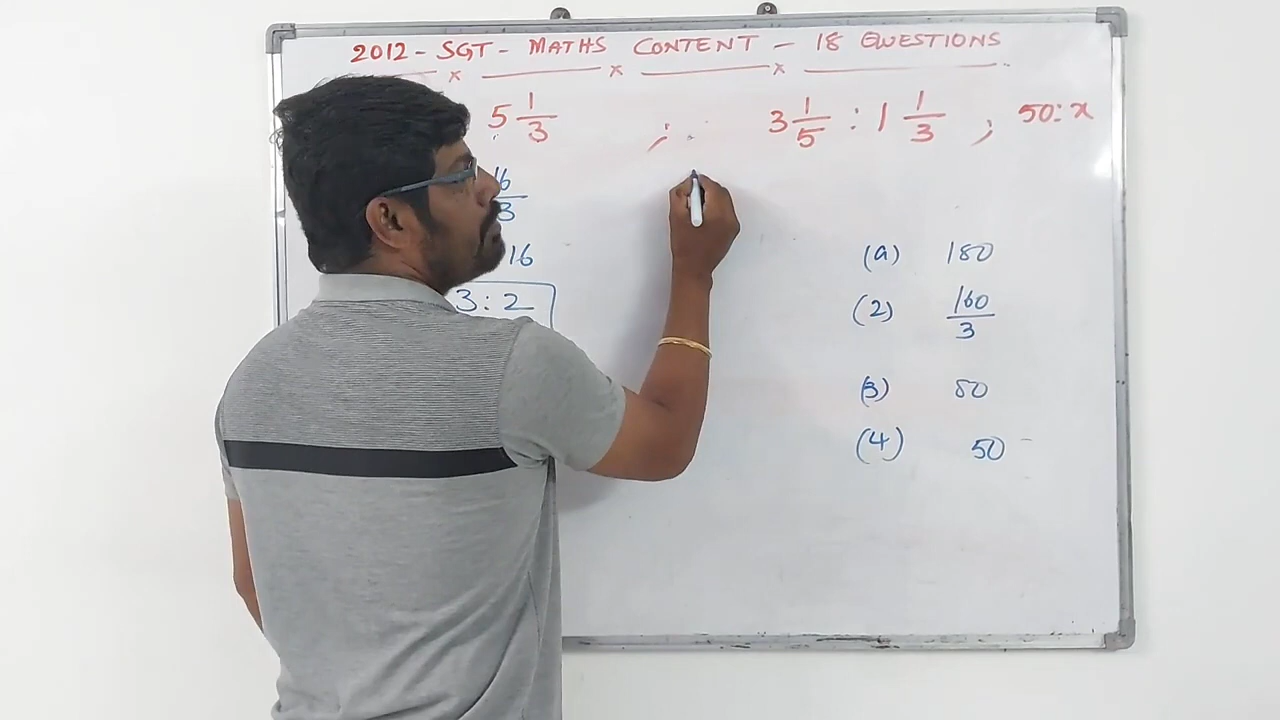 2012 - SGT - MATHS CONTENT - 18 QUESTIONS
5 1/3 ; 3 1/5 : 1 1/3 ; 50 : x
16/3
16
3 : 2
(a) 180
(2) 160/3
(3) 80
(4) 50